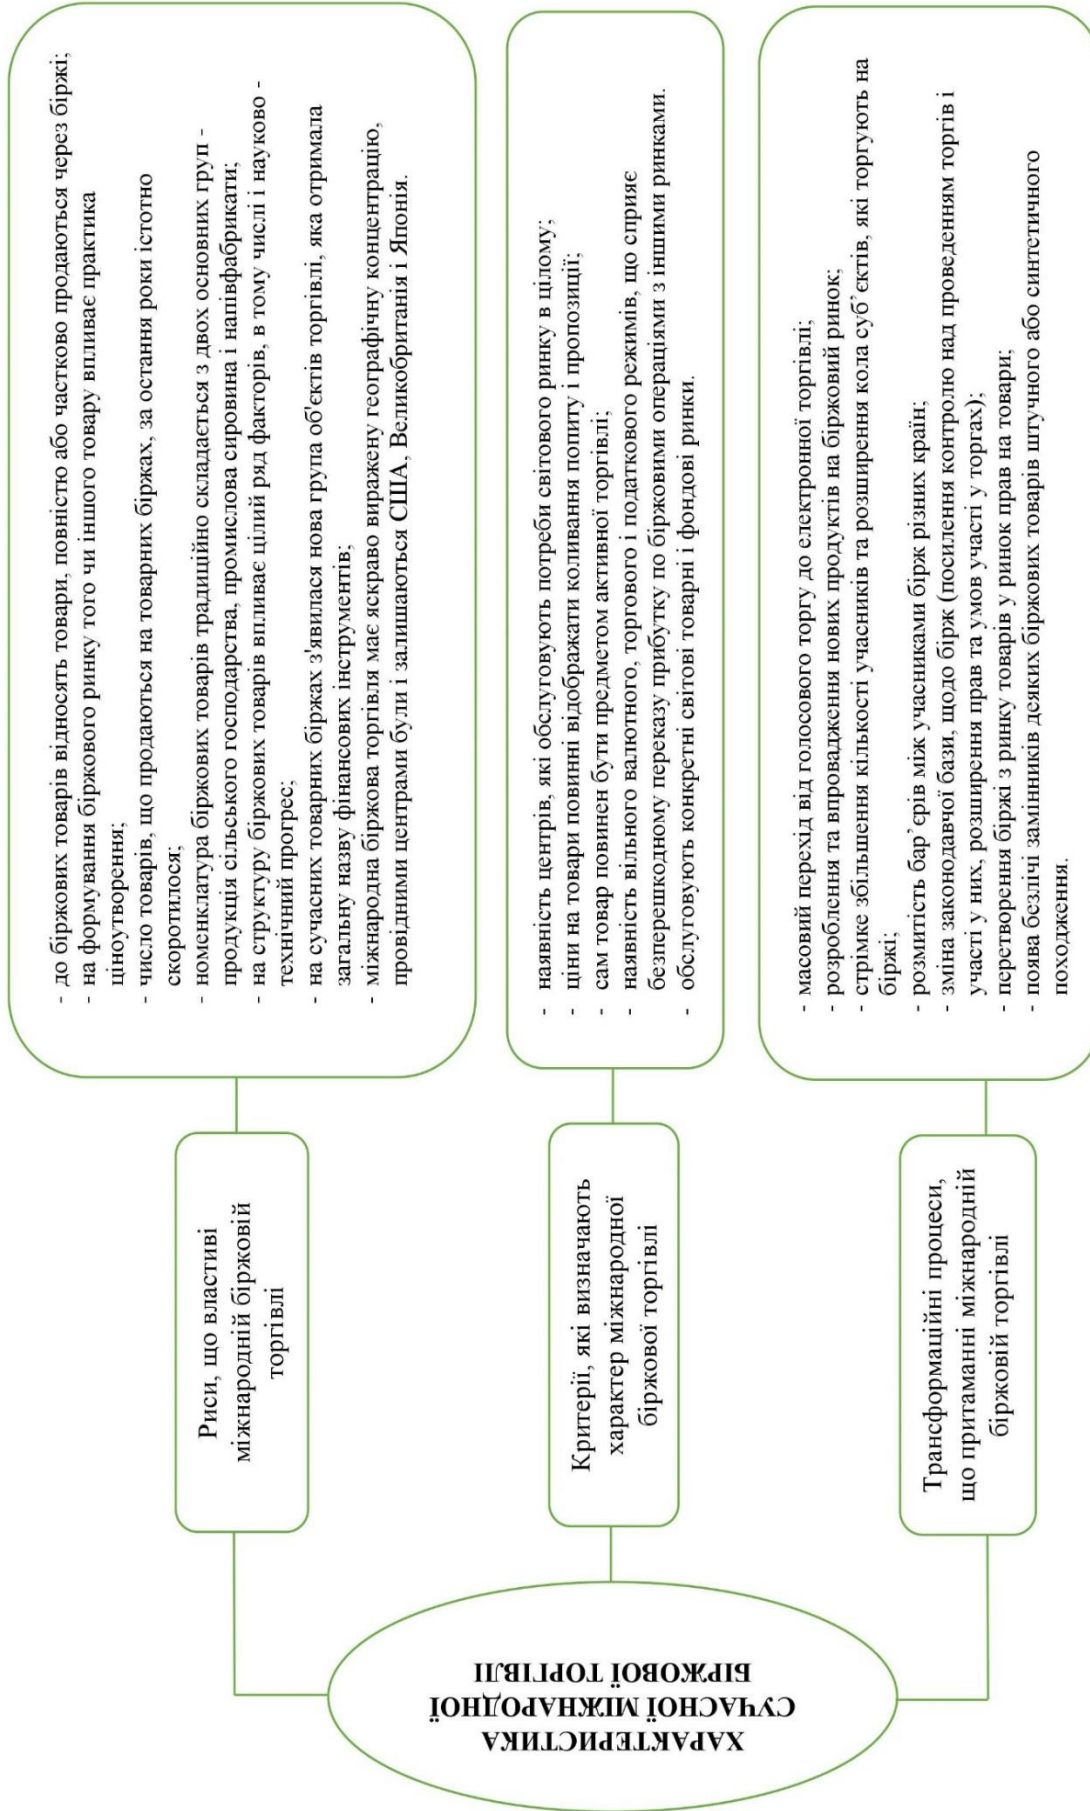 ХАРАКТЕРИСТИКА
СУЧАСНОЇ МІЖНАРОДНОЇ
БІРЖОВОЇ ТОРГІВЛІ
Риси, що властиві
міжнародній біржовій
торгівлі
- до біржових товарів відносять товари, повністю або частково продаються через біржі;
- на формування біржового ринку того чи іншого товару впливає практика
ціноутворення;
- число товарів, що продаються на товарних біржах, за остання роки істотно
скоротилося;
- номенклатура біржових товарів традиційно складається з двох основних груп -
продукція сільського господарства, промислова сировина і напівфабрикати;
- на структуру біржових товарів впливає цілий ряд факторів, в тому числі і науково -
технічний прогрес;
- на сучасних товарних біржах з'явилася нова група об'єктів торгівлі, яка отримала
загальну назву фінансових інструментів;
- міжнародна біржова торгівля має яскраво виражену географічну концентрацію,
провідними центрами були і залишаються США, Великобританія і Японія.
Критерії, які визначають
характер міжнародної
біржової торгівлі
- наявність центрів, які обслуговують потреби світового ринку в цілому;
- ціни на товари повинні відображати коливання попиту і пропозиції;
- сам товар повинен бути предметом активної торгівлі;
- наявність вільного валютного, торгового і податкового режимів, що сприяє
безперешкодному переказу прибутку по біржовими операціями з іншими ринками.
- обслуговують конкретні світові товарні і фондові ринки.
Трансформаційні процеси,
що притаманні міжнародній
біржовій торгівлі
- масовий перехід від голосового торгу до електронної торгівлі;
- розроблення та впровадження нових продуктів на біржовий ринок;
- стрімке збільшення кількості учасників та розширення кола суб’єктів, які торгують на
біржі;
- розмитість бар’єрів між учасниками бірж різних країн;
- зміна законодавчої бази, щодо бірж (посилення контролю над проведенням торгів і
участі у них, розширення прав та умов участі у торгах);
- перетворення біржі з ринку товарів у ринок прав на товари;
- поява безлічі замінників деяких біржових товарів штучного або синтетичного
походження.